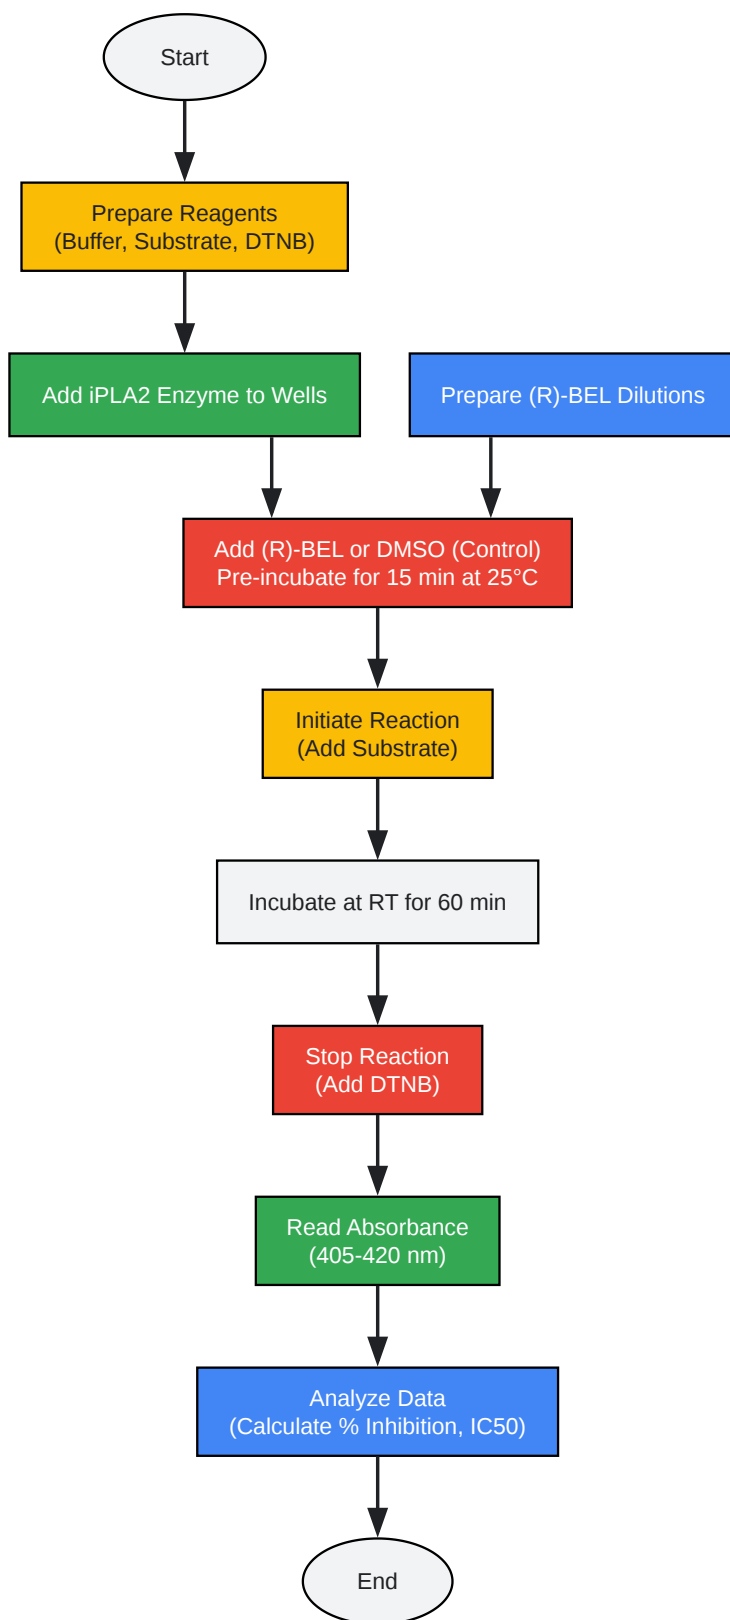 Start
Prepare Reagents
(Buffer, Substrate, DTNB)
Add iPLA2 Enzyme to Wells
Prepare (R)-BEL Dilutions
Add (R)-BEL or DMSO (Control)
Pre-incubate for 15 min at 25°C
Initiate Reaction
(Add Substrate)
Incubate at RT for 60 min
Stop Reaction
(Add DTNB)
Read Absorbance
(405-420 nm)
Analyze Data
(Calculate % Inhibition, IC50)
End